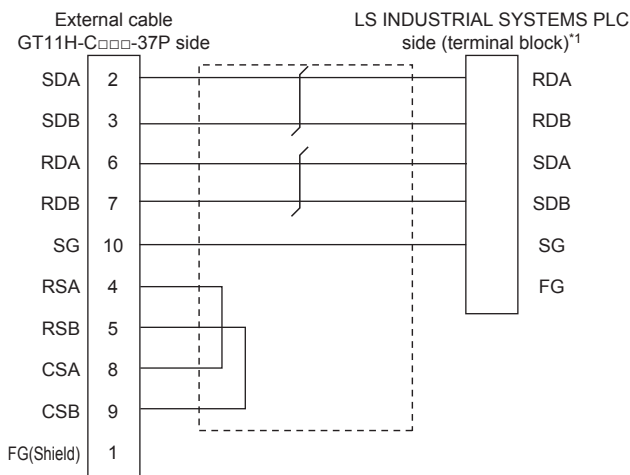 External cable
GT11H-C□□□-37P side
LS INDUSTRIAL SYSTEMS PLC
side (terminal block)*1
SDA 2 RDA
SDB 3 RDB
RDA 6 SDA
RDB 7 SDB
SG 10 SG
RSA 4 FG
RSB 5
CSA 8
CSB 9
FG(Shield) 1